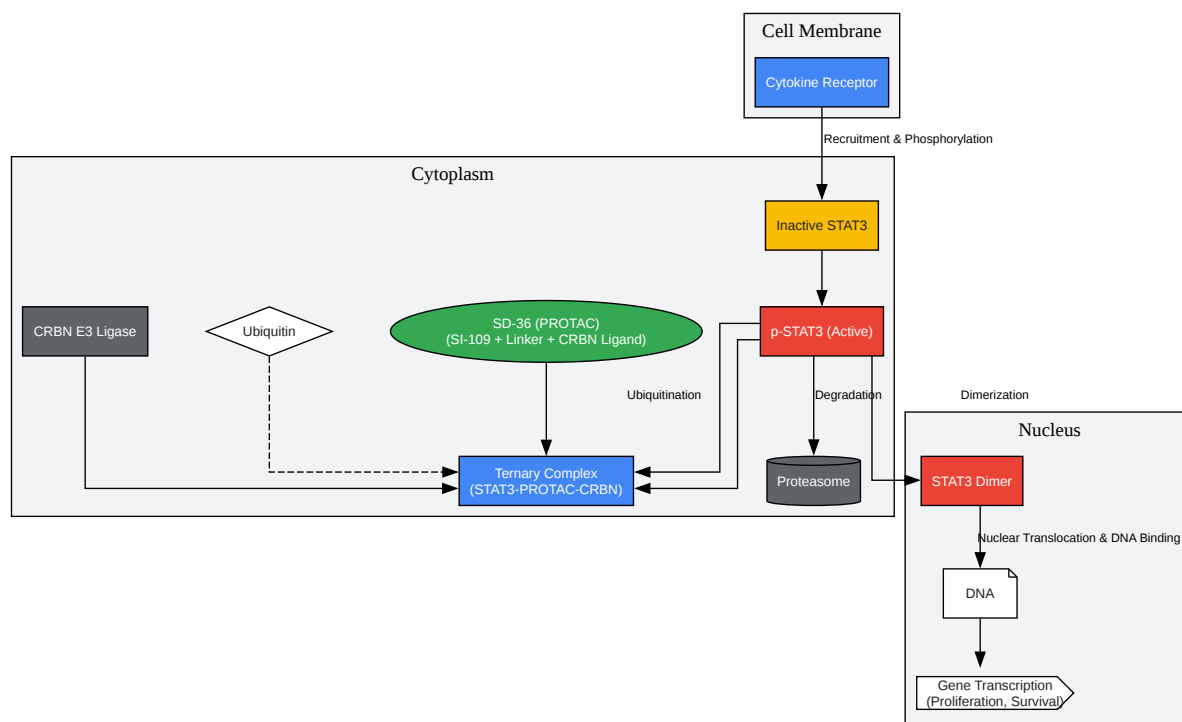 Cell Membrane
Cytokine Receptor
Recruitment & Phosphorylation
Cytoplasm
Inactive STAT3
CRBN E3 Ligase
Ubiquitin
SD-36 (PROTAC)
(SI-109 + Linker + CRBN Ligand)
p-STAT3 (Active)
Ubiquitination
Degradation
Dimerization
Nucleus
Ternary Complex
(STAT3-PROTAC-CRBN)
Proteasome
STAT3 Dimer
Nuclear Translocation & DNA Binding
DNA
Gene Transcription
(Proliferation, Survival)